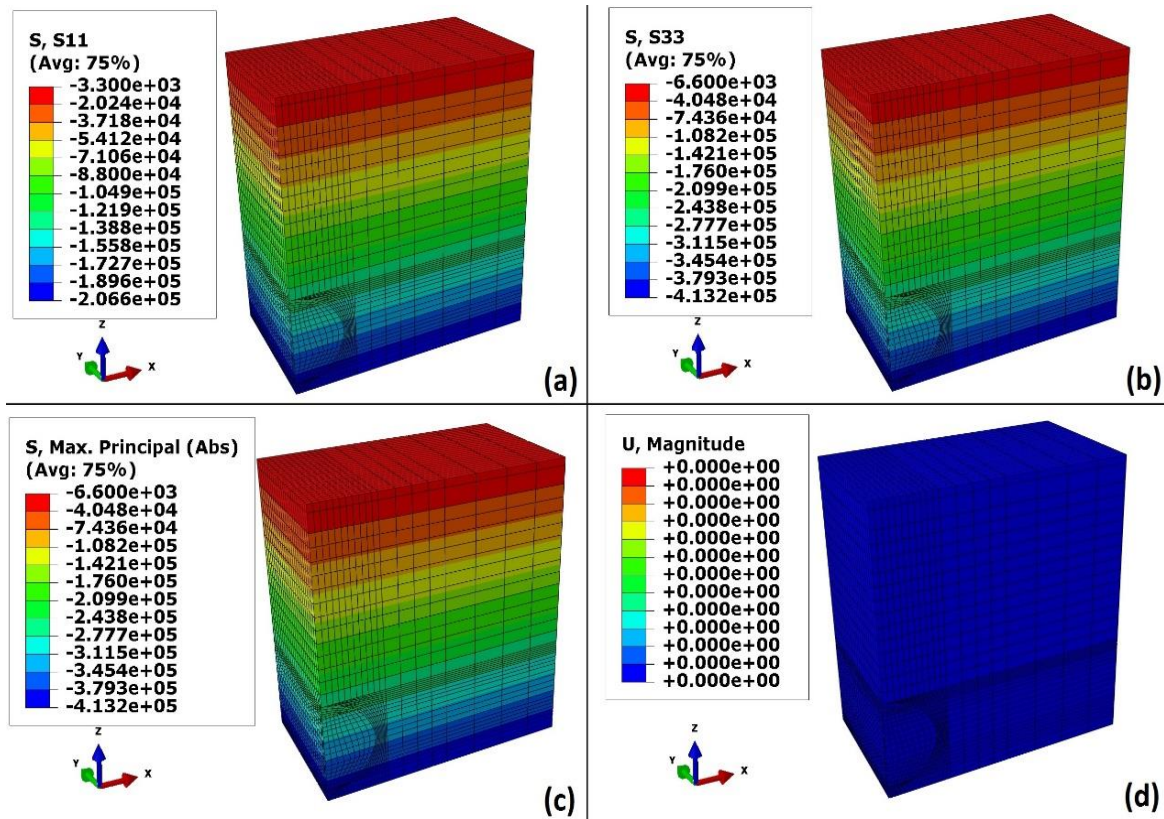 S, S11
(Avg: 75%)
-3.300e+03
-2.024e+04
-3.718e+04
-5.412e+04
-7.106e+04
-8.800e+04
-1.049e+05
-1.219e+05
-1.388e+05
-1.558e+05
-1.727e+05
-1.896e+05
-2.066e+05
Z
Y
X
(a)
S, S33
(Avg: 75%)
-6.600e+03
-4.048e+04
-7.436e+04
-1.082e+05
-1.421e+05
-1.760e+05
-2.099e+05
-2.438e+05
-2.777e+05
-3.115e+05
-3.454e+05
-3.793e+05
-4.132e+05
Z
Y
X
(b)
S, Max. Principal (Abs)
(Avg: 75%)
-6.600e+03
-4.048e+04
-7.436e+04
-1.082e+05
-1.421e+05
-1.760e+05
-2.099e+05
-2.438e+05
-2.777e+05
-3.115e+05
-3.454e+05
-3.793e+05
-4.132e+05
Z
Y
X
(c)
U, Magnitude
+0.000e+00
+0.000e+00
+0.000e+00
+0.000e+00
+0.000e+00
+0.000e+00
+0.000e+00
+0.000e+00
+0.000e+00
+0.000e+00
+0.000e+00
+0.000e+00
+0.000e+00
Z
Y
X
(d)